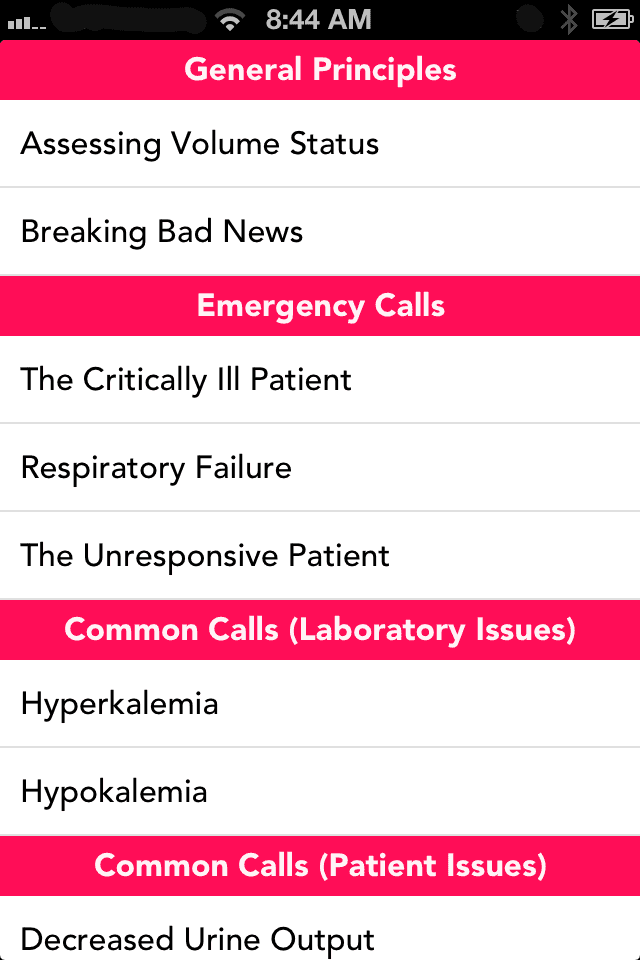 8:44 AM
General Principles
Assessing Volume Status
Breaking Bad News
Emergency Calls
The Critically Ill Patient
Respiratory Failure
The Unresponsive Patient
Common Calls (Laboratory Issues)
Hyperkalemia
Hypokalemia
Common Calls (Patient Issues)
Decreased Urine Output